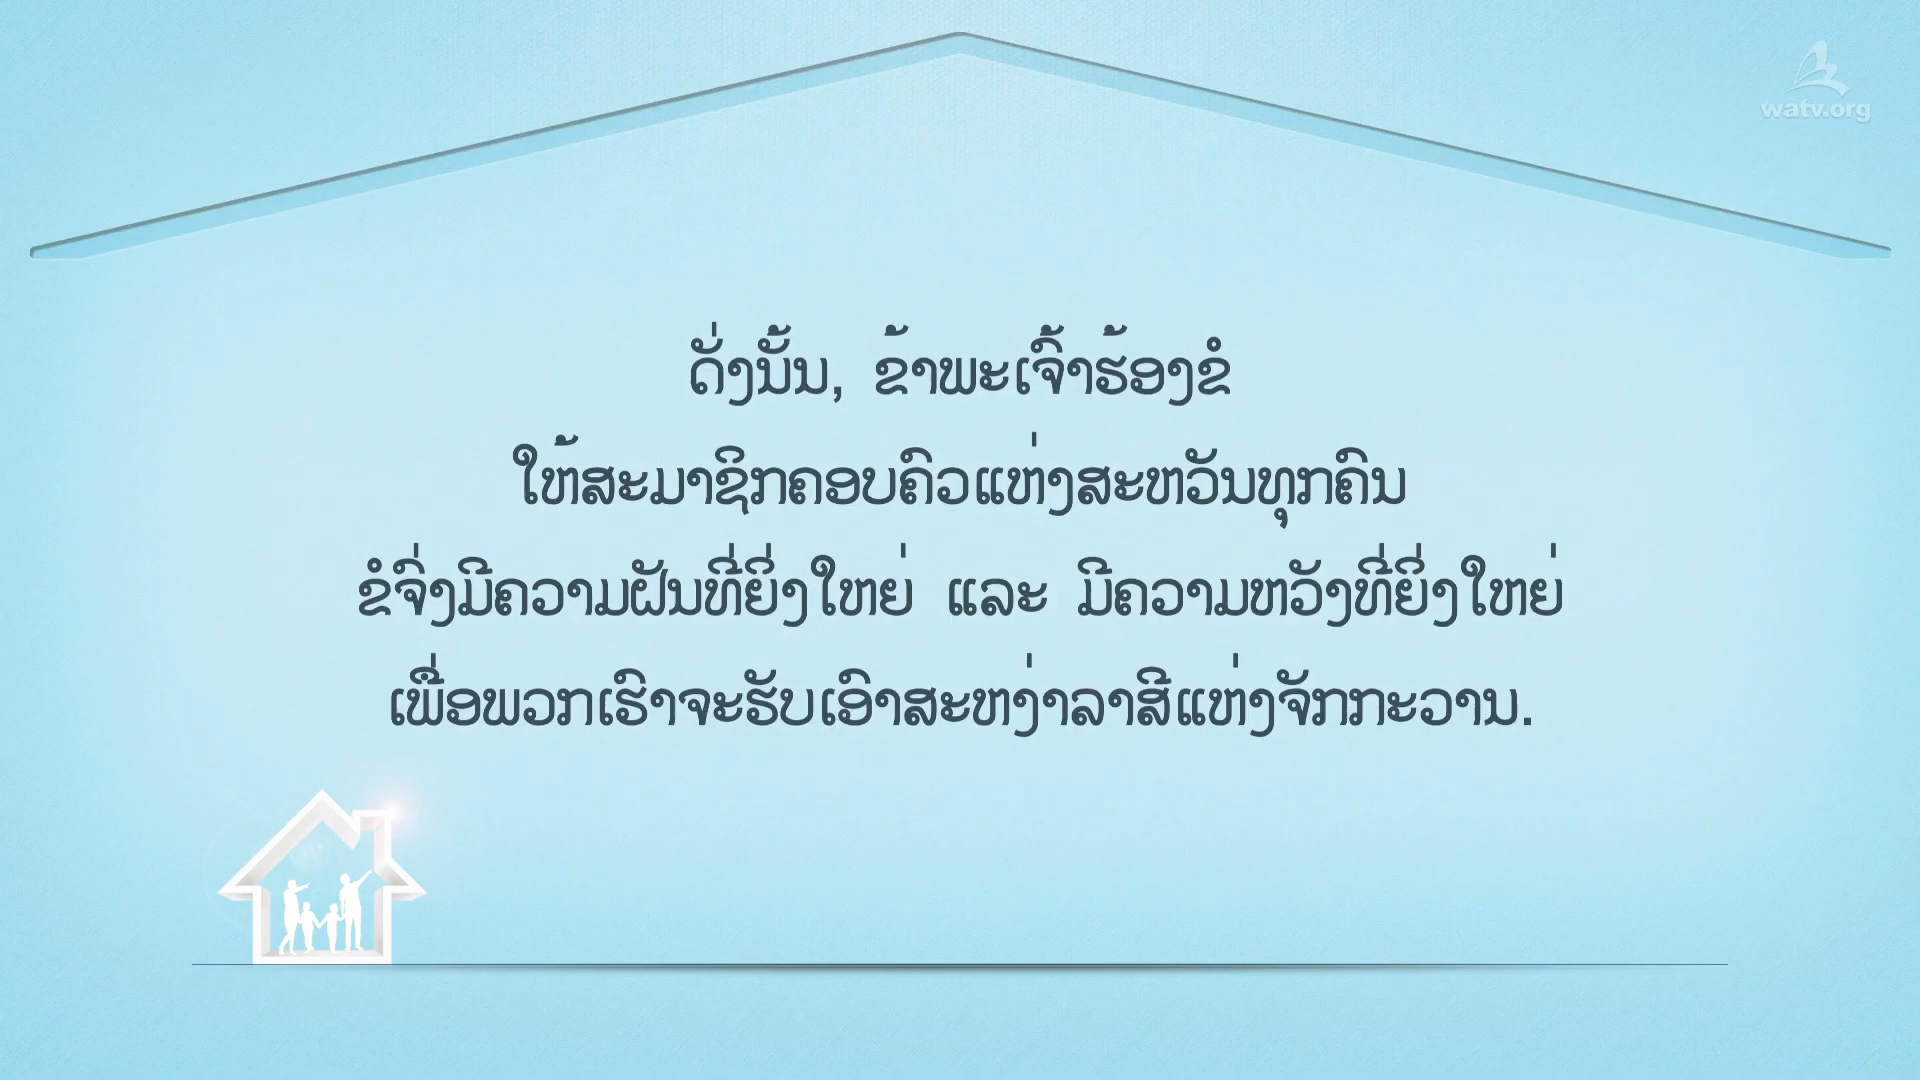 watv.org
ດັ່ງນັ້ນ, ຂ້າພະເຈົ້າຮ້ອງຂໍ
ໃຫ້ສະມາຊິກຄອບຄົວແຫ່ງສະຫວັນທຸກຄົນ
ຂໍຈົ່ງມີຄວາມຝັນທີ່ຍິ່ງໃຫຍ່ ແລະ ມີຄວາມຫວັງທີ່ຍິ່ງໃຫຍ່
ເພື່ອພວກເຮົາຈະຮັບເອົາສະຫງ່າລາສີແຫ່ງຈັກກະວານ.